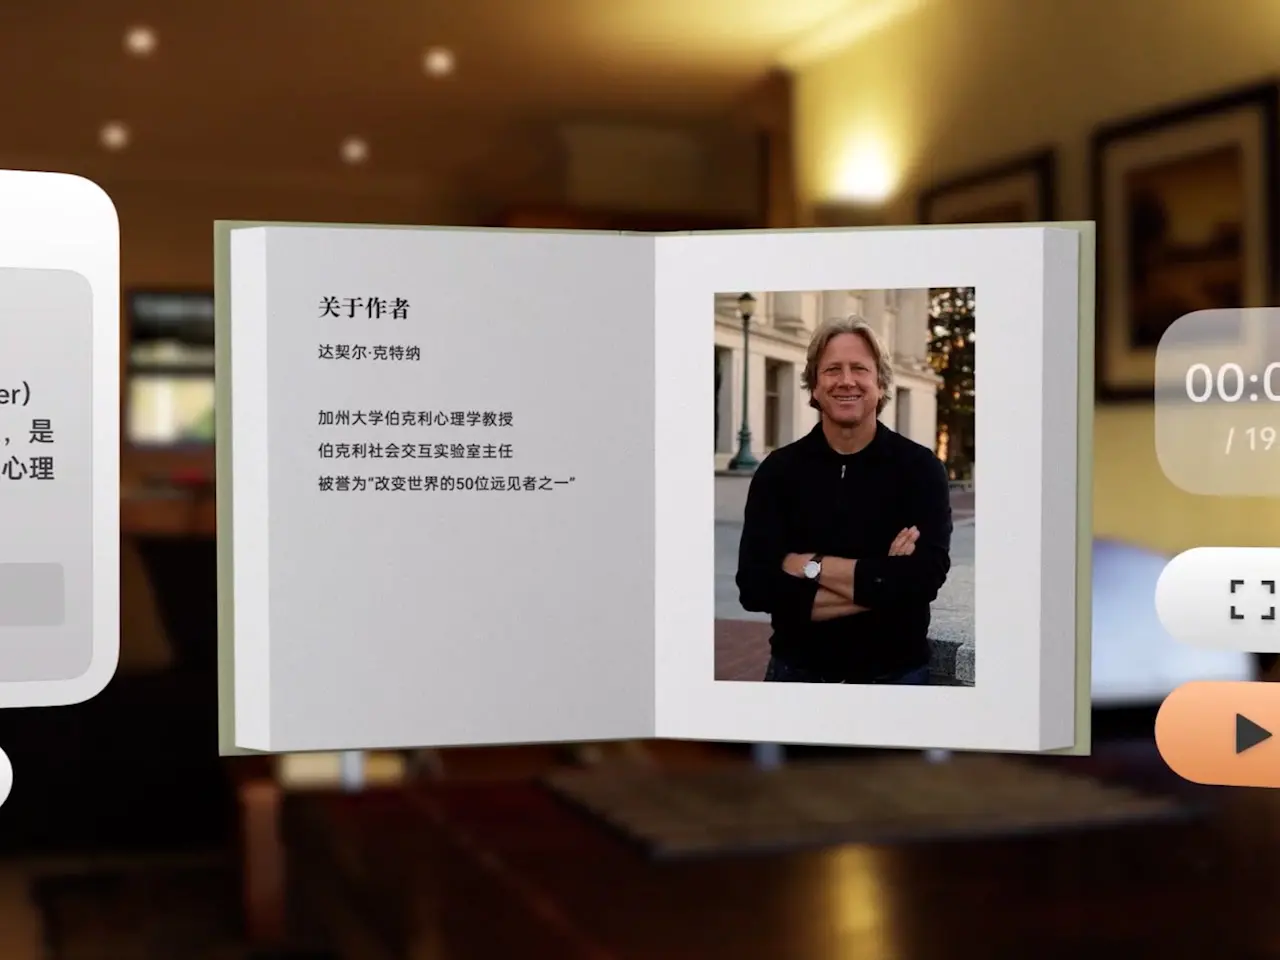 er）
，是
心理
关于作者
达契尔·克特纳
加州大学伯克利心理学教授
伯克利社会交互实验室主任
被誉为"改变世界的50位远见者之一"
00:0
/ 19